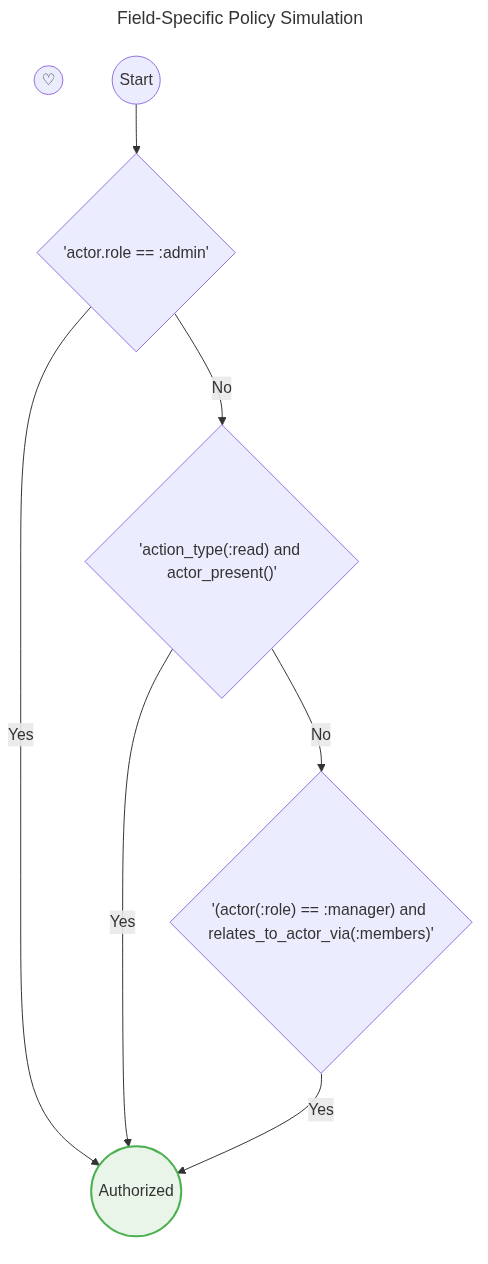 Field-Specific Policy Simulation
♡
Start
'actor.role == :admin'
No
'action_type(:read) and
actor_present()'
Yes
No
'(actor(:role) == :manager) and
relates_to_actor_via(:members)'
Yes
Yes
Authorized